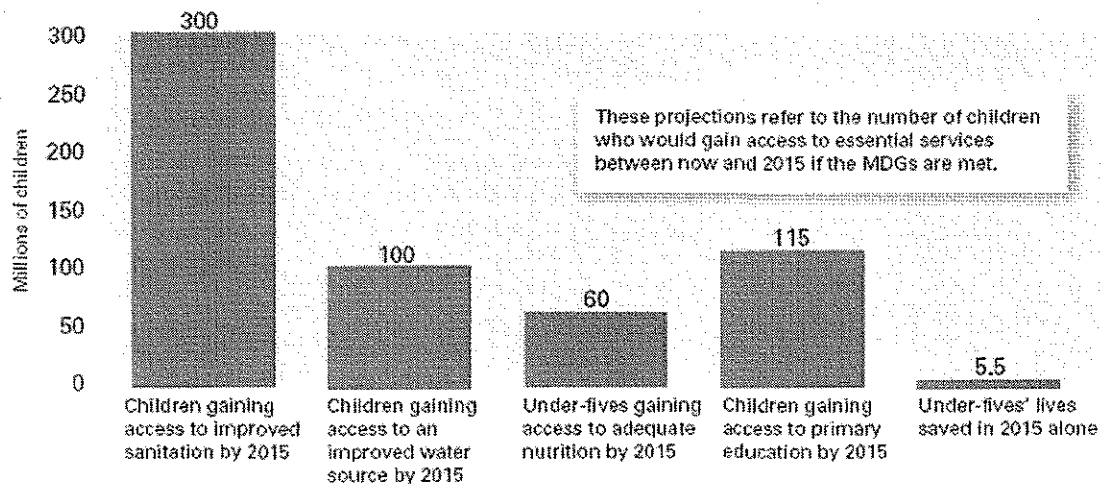 300
300
250
200
150
100
50
0
Millions of children
100
60
115
5.5
These projections refer to the number of children
who would gain access to essential services
between now and 2015 if the MDGs are met.
Children gaining
access to improved
sanitation by 2015
Children gaining
access to an
improved water
source by 2015
Under-fives gaining
access to adequate
nutrition by 2015
Children gaining
access to primary
education by 2015
Under-fives' lives
saved in 2015 alone